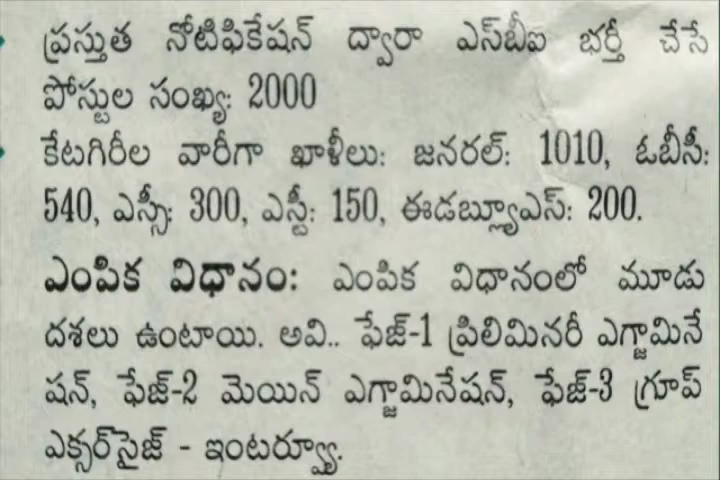 ప్రస్తుత నోటిఫికేషన్ ద్వారా ఎస్‌బీఐ భర్తీ చేసే
పోస్టుల సంఖ్య: 2000
కేటగిరీల వారీగా ఖాళీలు: జనరల్: 1010, ఓబీసీ:
540, ఎస్సీ: 300, ఎస్టీ: 150, ఈడబ్ల్యూఎస్: 200.
ఎంపిక విధానం: ఎంపిక విధానంలో మూడు
దశలు ఉంటాయి. అవి.. ఫేజ్-1 ప్రిలిమినరీ ఎగ్జామినే
షన్, ఫేజ్-2 మెయిన్ ఎగ్జామినేషన్, ఫేజ్-3 గ్రూప్
ఎక్సర్‌సైజ్ - ఇంటర్వ్యూ.